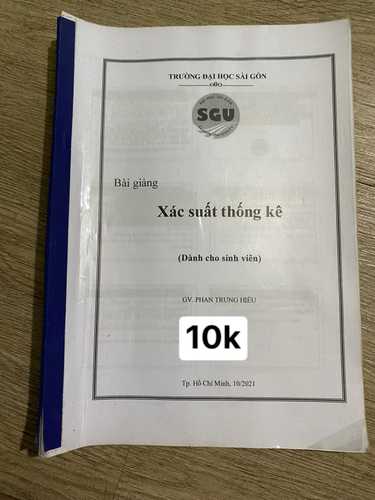 TRƯỜNG ĐẠI HỌC SÀI GÒN
SGU
Bài giảng
Xác suất thống kê
(Dành cho sinh viên)
GV. PHAN TRUNG HIẾU
10k
Tp. Hồ Chí Minh, 10/2021